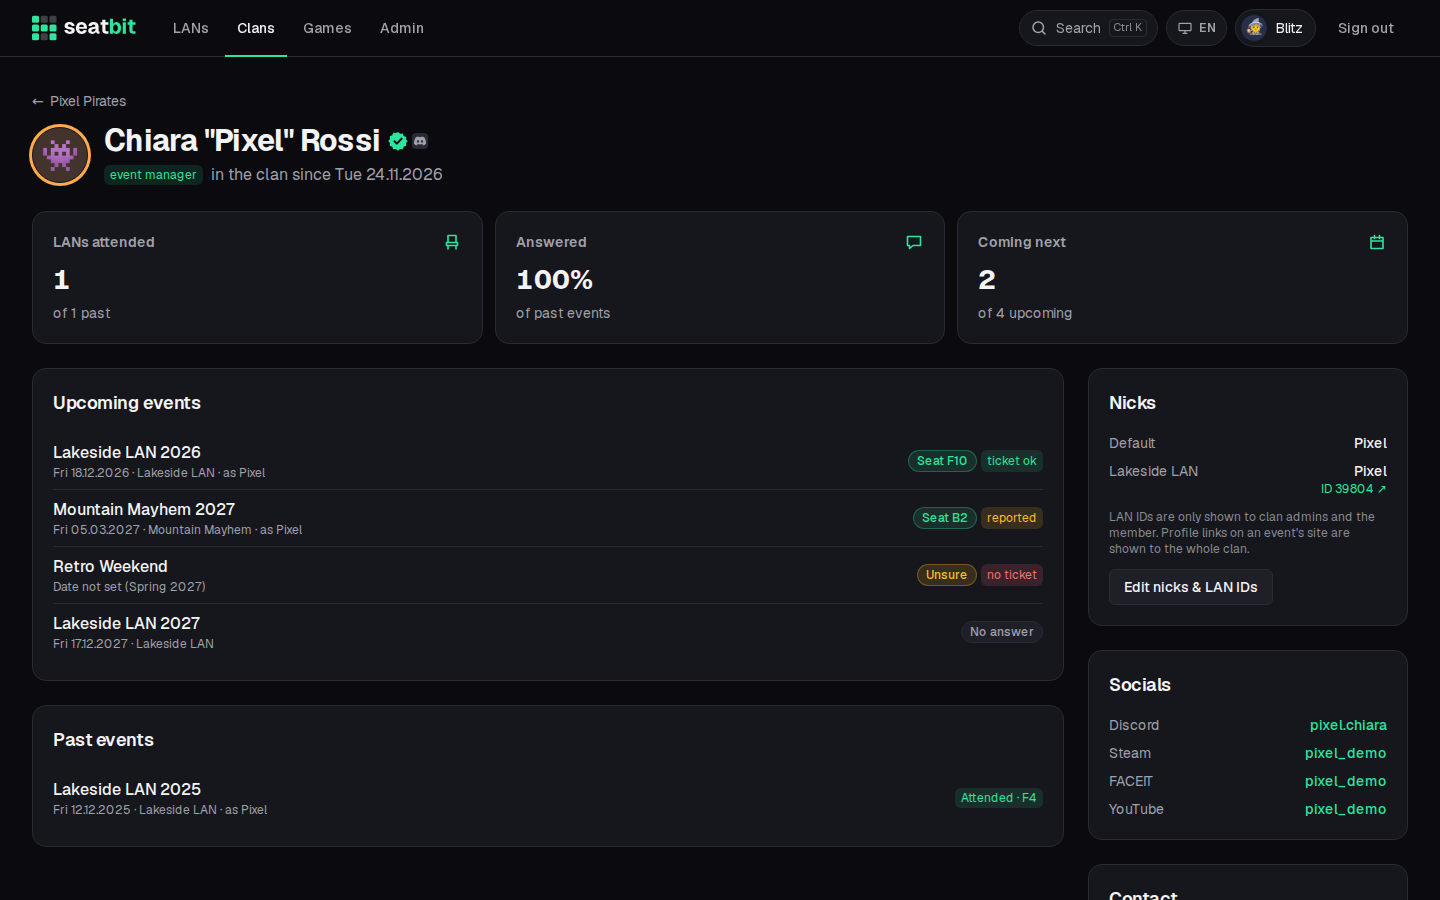 seatbit
LANs
Clans
Games
Admin
Search
Ctrl K
EN
Blitz
Sign out
← Pixel Pirates
Chiara "Pixel" Rossi
event manager
in the clan since Tue 24.11.2026
LANs attended
1
of 1 past
Answered
100%
of past events
Coming next
2
of 4 upcoming
Upcoming events
Lakeside LAN 2026
Fri 18.12.2026 · Lakeside LAN · as Pixel
Seat F10
ticket ok
Mountain Mayhem 2027
Fri 05.03.2027 · Mountain Mayhem · as Pixel
Seat B2
reported
Retro Weekend
Date not set (Spring 2027)
Unsure
no ticket
Lakeside LAN 2027
Fri 17.12.2027 · Lakeside LAN
No answer
Past events
Lakeside LAN 2025
Fri 12.12.2025 · Lakeside LAN · as Pixel
Attended · F4
Nicks
Default
Pixel
Lakeside LAN
Pixel
ID 39804 ↗
LAN IDs are only shown to clan admins and the
member. Profile links on an event's site are
shown to the whole clan.
Edit nicks & LAN IDs
Socials
Discord
pixel.chiara
Steam
pixel_demo
FACEIT
pixel_demo
YouTube
pixel_demo
Contact